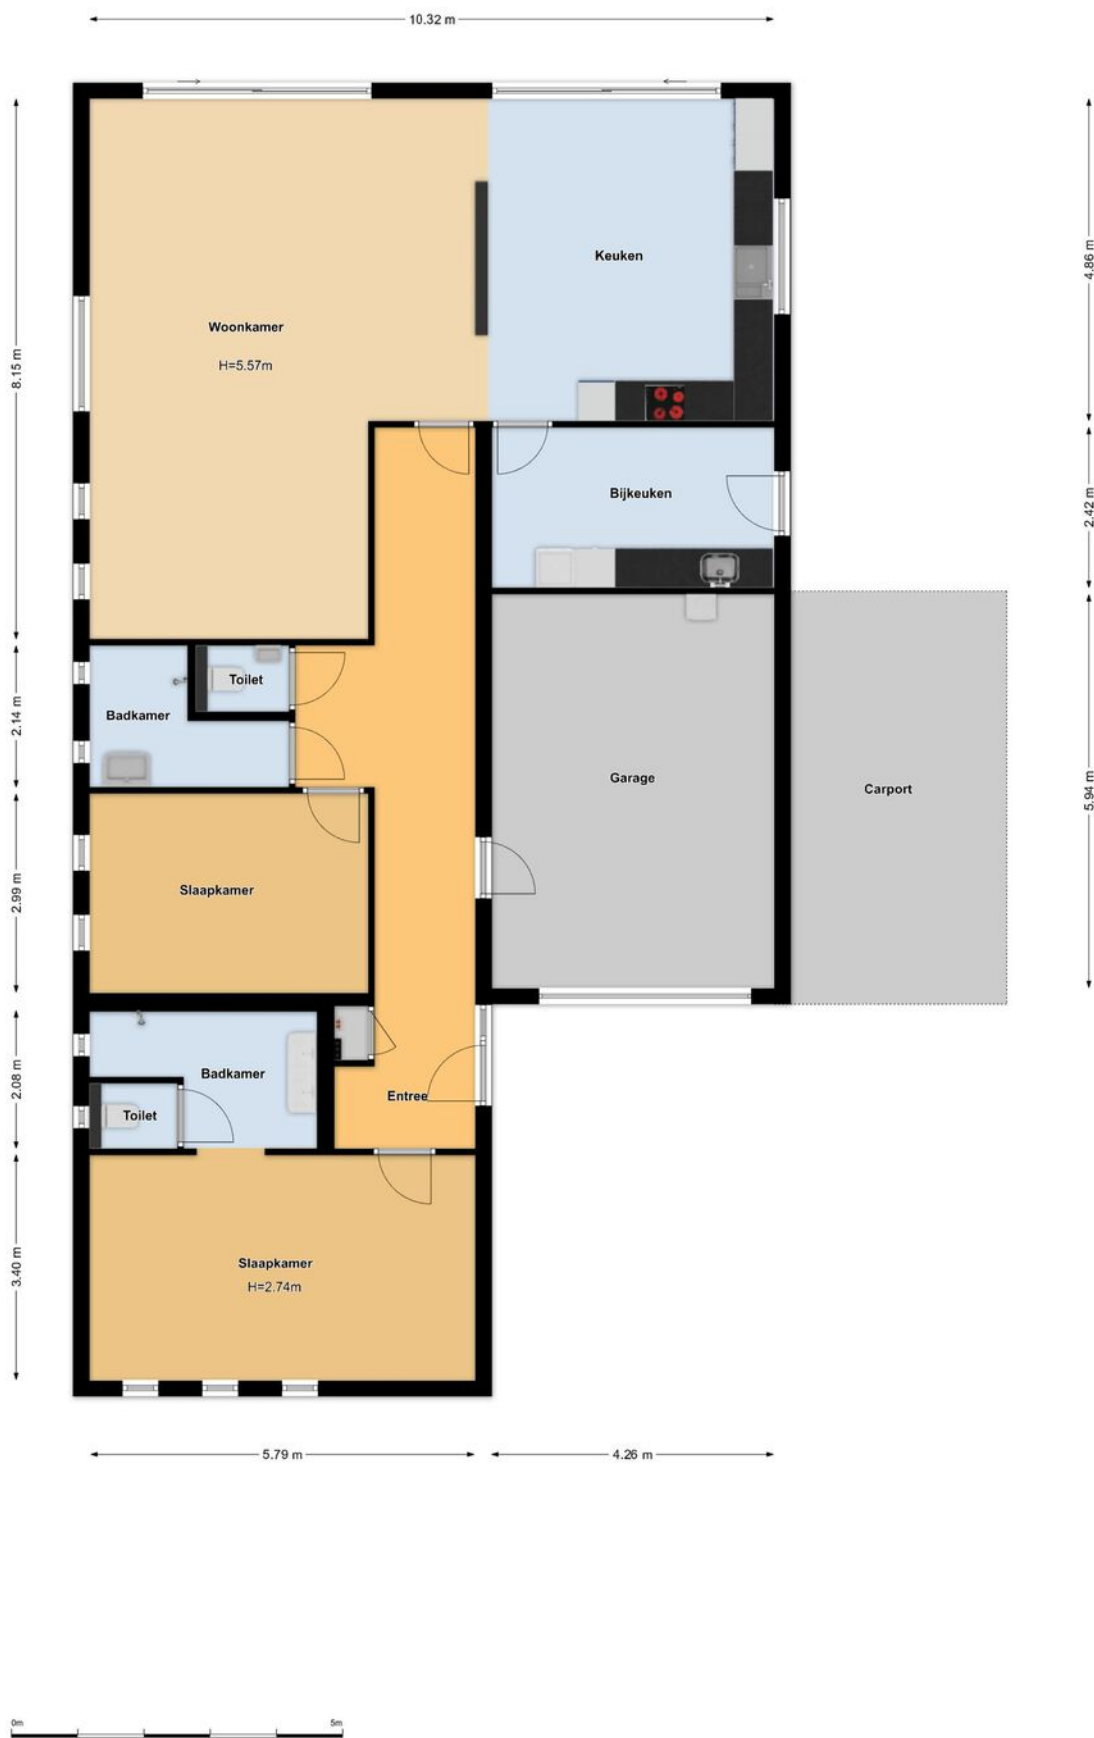 10.32 m
Keuken
4.86 m
Woonkamer
H=5.57m
8.15 m
Bijkeuken
2.42 m
Toilet
Badkamer
2.14 m
Garage
Carport
5.94 m
Slaapkamer
2.99 m
Badkamer
Toilet
Entree
2.08 m
Slaapkamer
H=2.74m
3.40 m
5.79 m
4.26 m
0m
5m